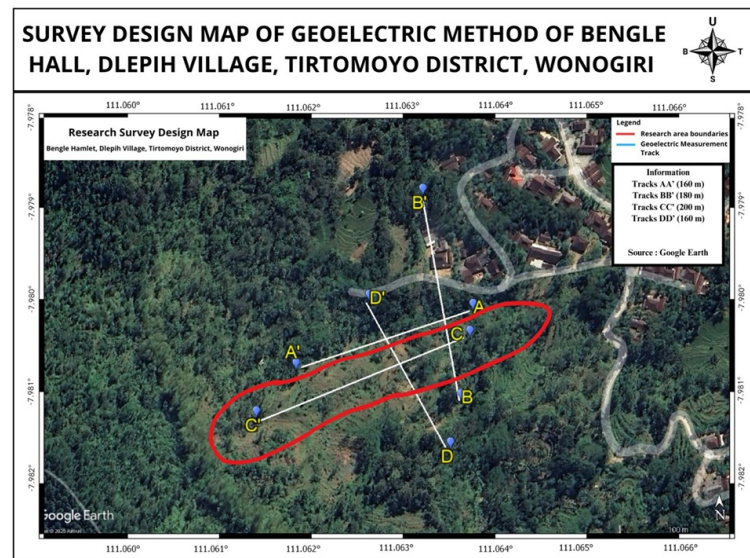 SURVEY DESIGN MAP OF GEOELECTRIC METHOD OF BENGLE
HALL, DLEPIH VILLAGE, TIRTOMOYO DISTRICT, WONOGIRI
U
B T
S
111.060° 111.061° 111.062° 111.063° 111.064° 111.065° 111.066°
-7.978° -7.978°
Research Survey Design Map
Bengle Hamlet, Dlepih Village, Tirtomoyo District, Wonogiri
Legend
Research area boundaries
Geoelectric Measurement
Track
Information
Tracks AA' (160 m)
Tracks BB' (180 m)
Tracks CC' (200 m)
Tracks DD' (160 m)
Source : Google Earth
-7.979° -7.979°
B'
-7.980° -7.980°
D'
A
C
A'
-7.981° -7.981°
B
C'
D
-7.982° -7.982°
Google Earth
N
100 m
111.060° 111.061° 111.062° 111.063° 111.064° 111.065° 111.066°